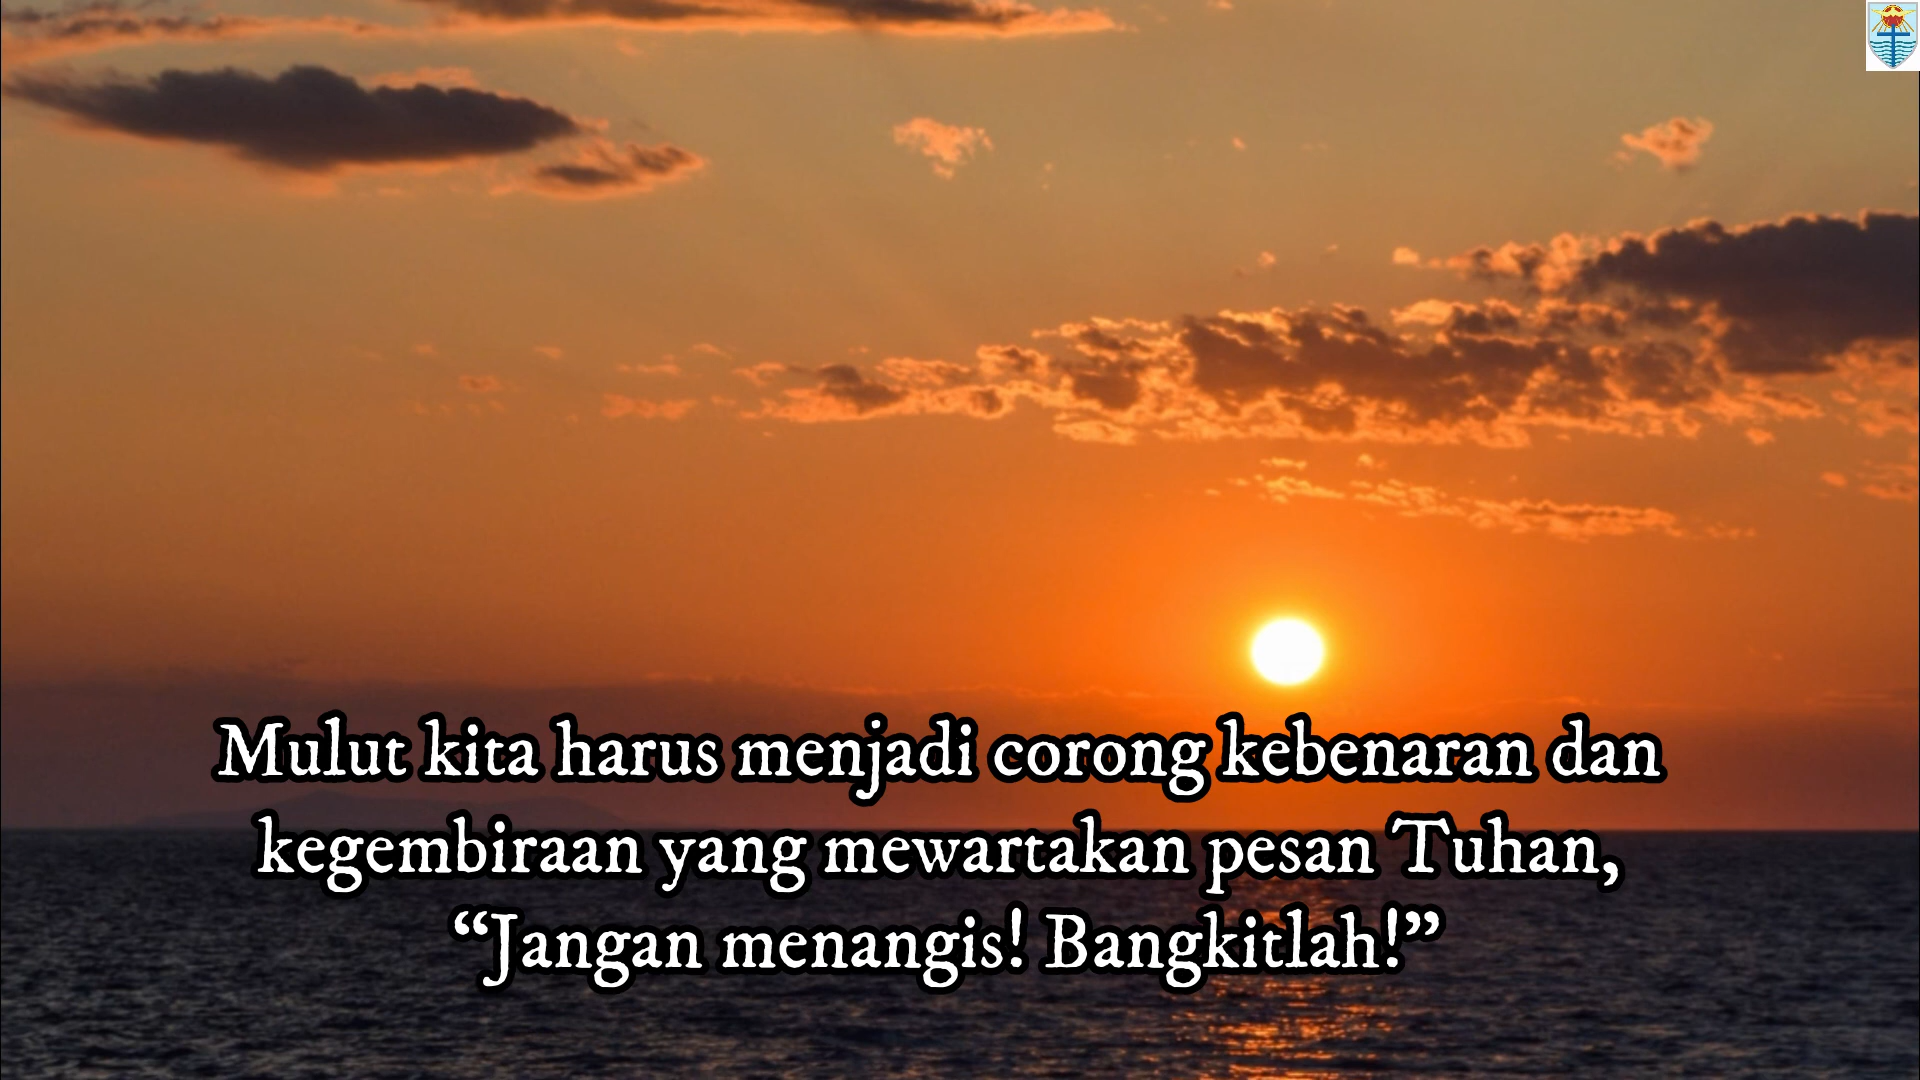 Mulut kita harus menjadi corong kebenaran dan
kegembiraan yang mewartakan pesan Tuhan,
“Jangan menangis! Bangkitlah!”